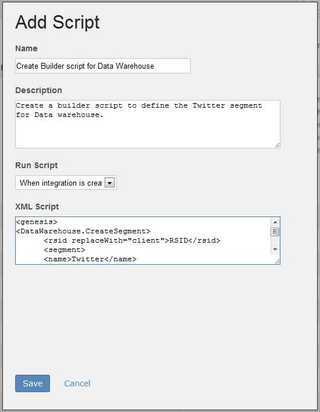 Add Script
Name
Create Builder script for Data Warehouse
Description
Create a builder script to define the Twitter segment
for Data warehouse.
Run Script
When integration is crea
XML Script
<genesis>
<DataWarehouse.CreateSegment>
<rsid replaceWith="client">RSID</rsid>
<segment>
<name>Twitter</name>
Save
Cancel